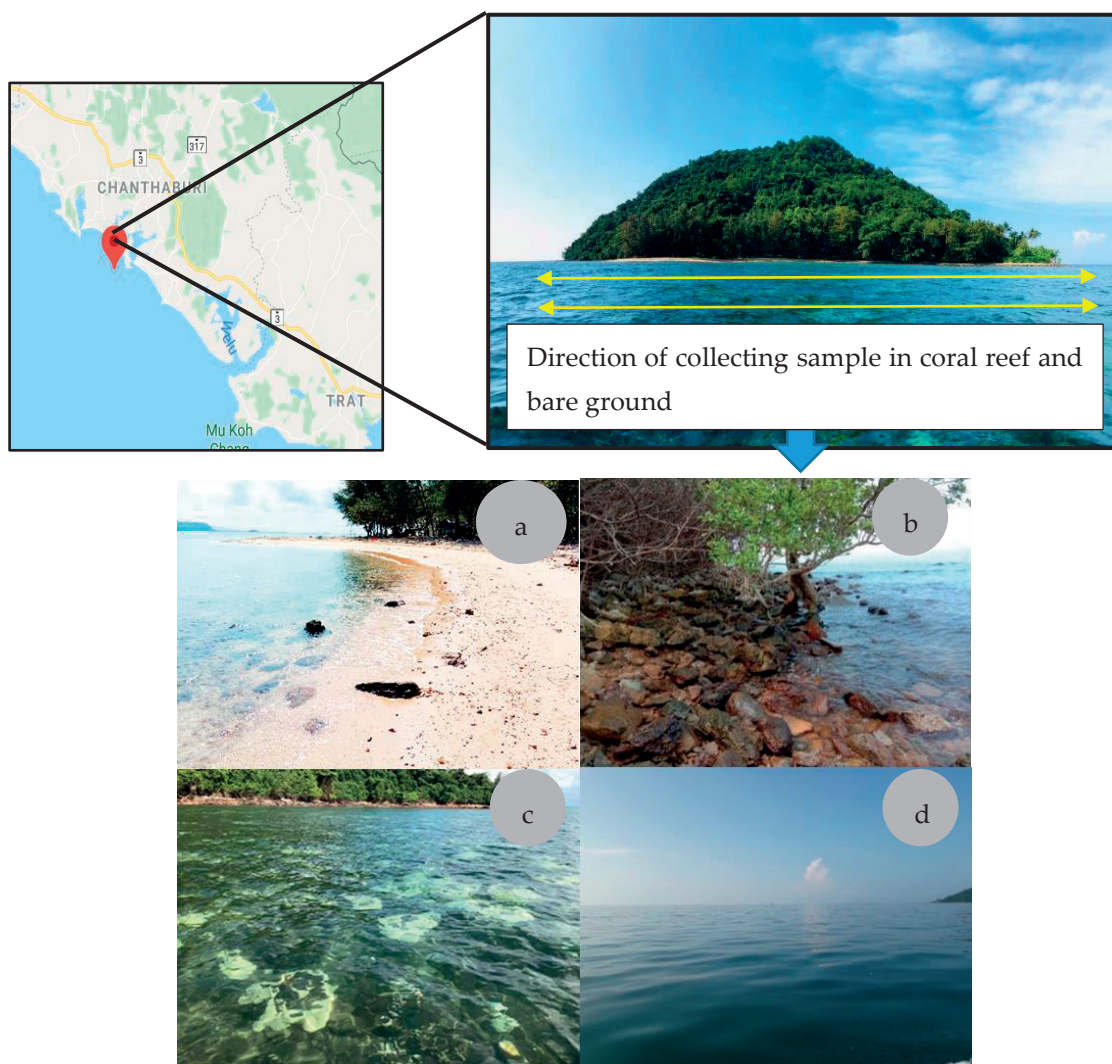 317
3
CHANTHABURI
3
Welu
TRAT
Mu Koh
Chang
Direction of collecting sample in coral reef and
bare ground
a
b
c
d